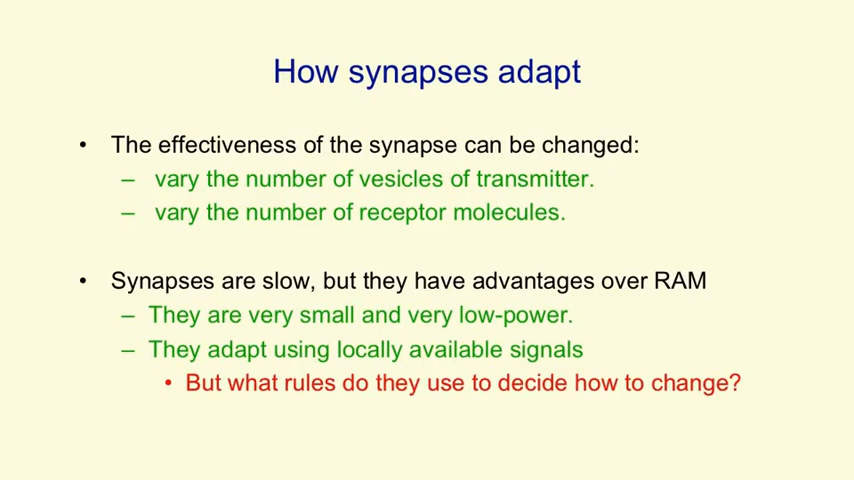 How synapses adapt
• The effectiveness of the synapse can be changed:
– vary the number of vesicles of transmitter.
– vary the number of receptor molecules.
• Synapses are slow, but they have advantages over RAM
– They are very small and very low-power.
– They adapt using locally available signals
• But what rules do they use to decide how to change?